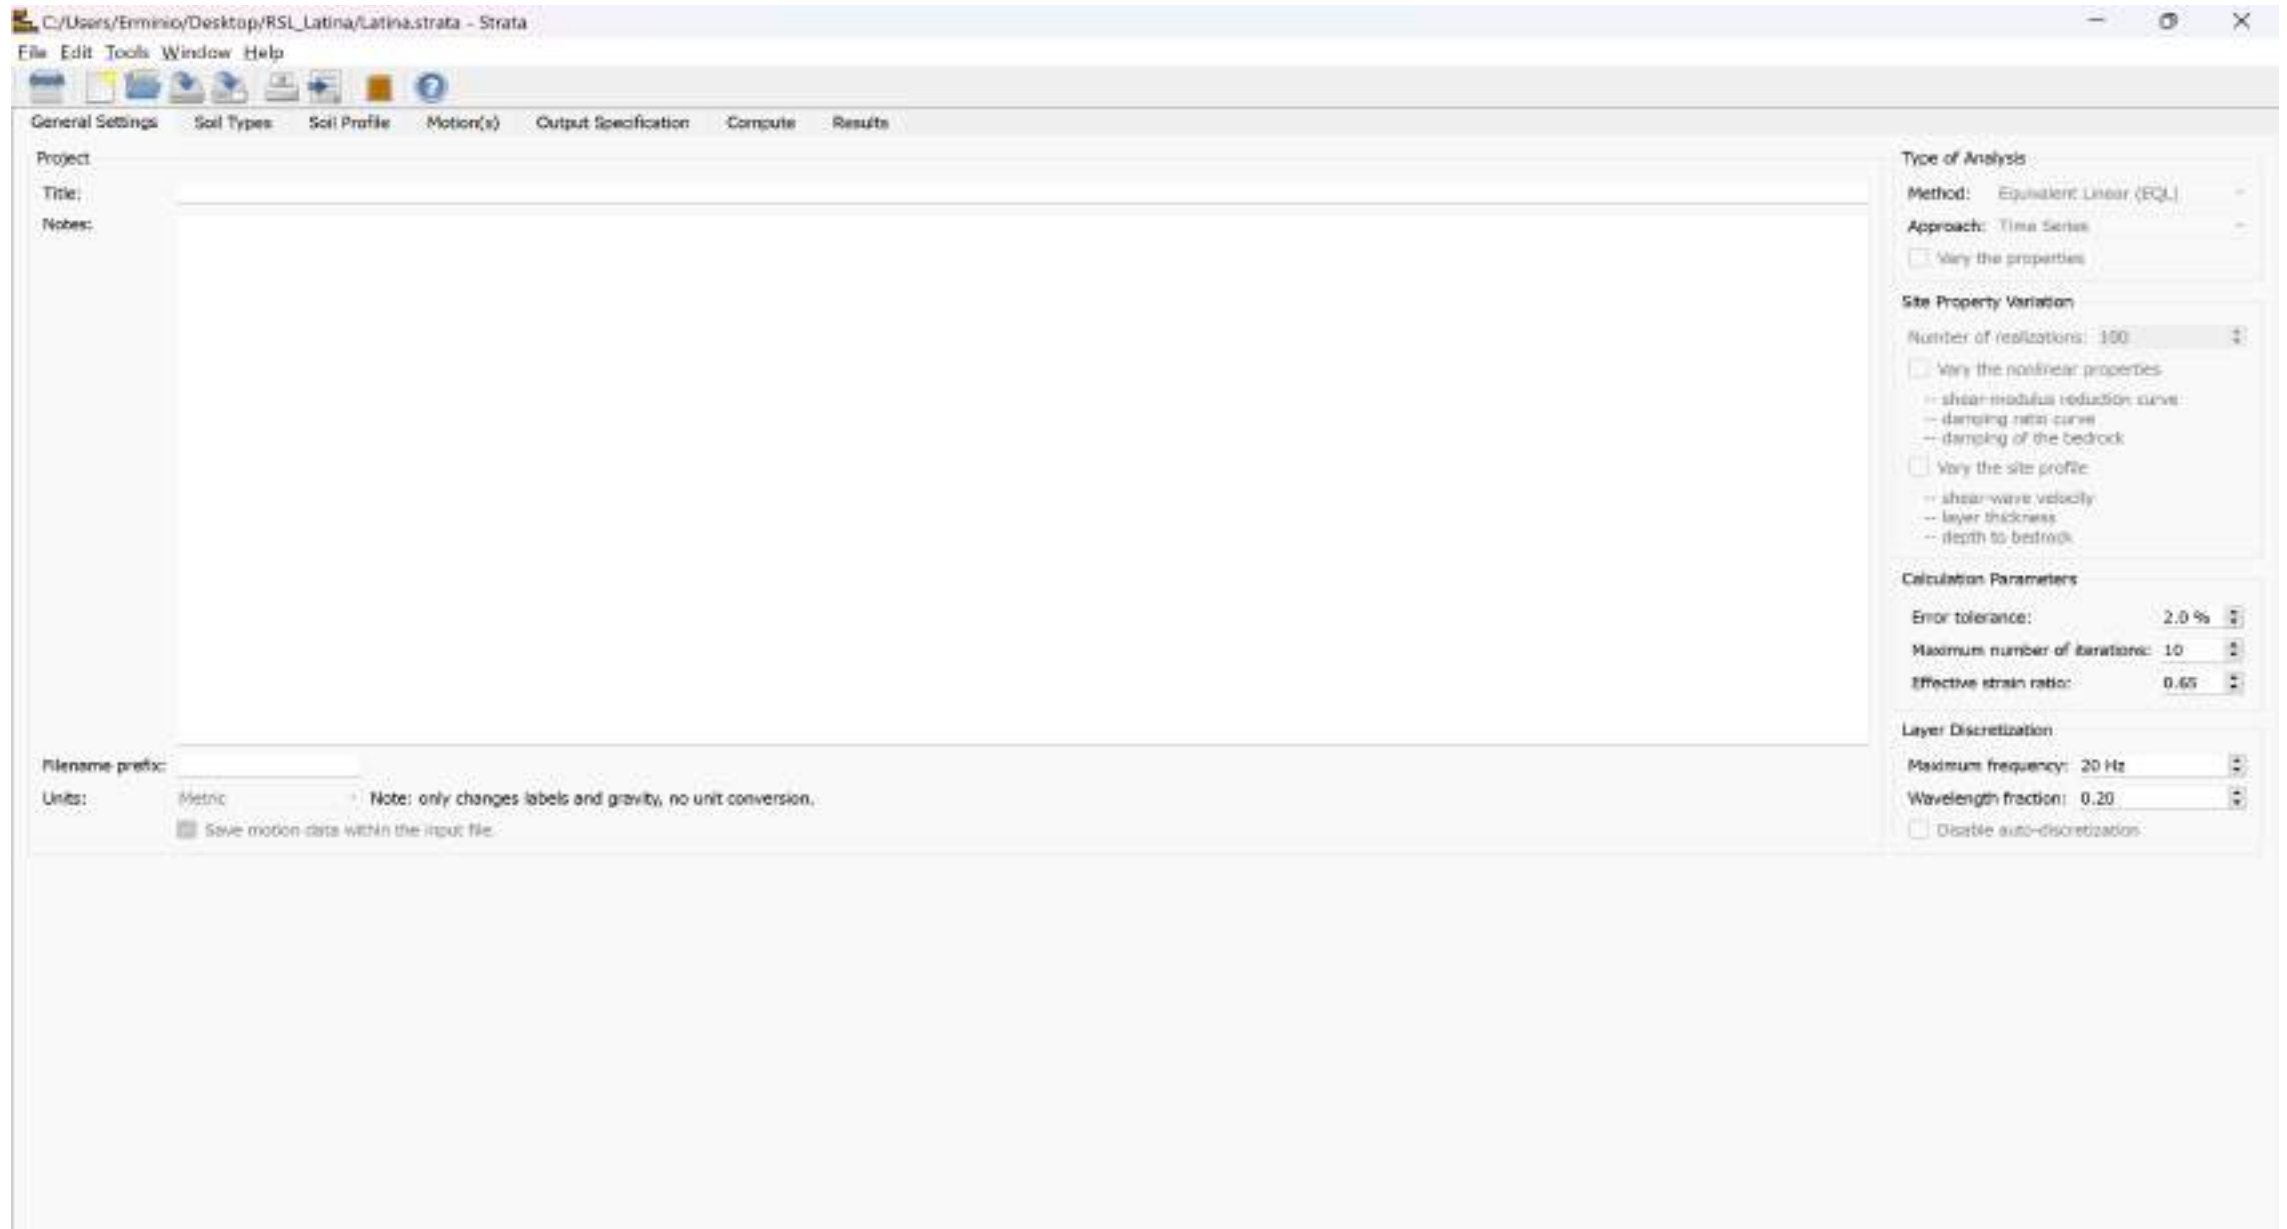 C:/Users/Erminio/Desktop/RSL_Latina/Latina.strata - Strata
File Edit Tools Window Help
General Settings Soil Types Soil Profile Motion(s) Output Specification Compute Results
Project
Title:
Notes:
Filename prefix:
Units: Metric Note: only changes labels and gravity, no unit conversion.
Save motion data within the input file.
Type of Analysis
Method: Equivalent Linear (EQL)
Approach: Time Series
Vary the properties
Site Property Variation
Number of realizations: 100
Vary the nonlinear properties
-- shear-modulus reduction curve
-- damping ratio curve
-- damping of the bedrock
Vary the site profile
-- shear-wave velocity
-- layer thickness
-- depth to bedrock
Calculation Parameters
Error tolerance: 2.0 %
Maximum number of iterations: 10
Effective strain ratio: 0.65
Layer Discretization
Maximum frequency: 20 Hz
Wavelength fraction: 0.20
Disable auto-discretization